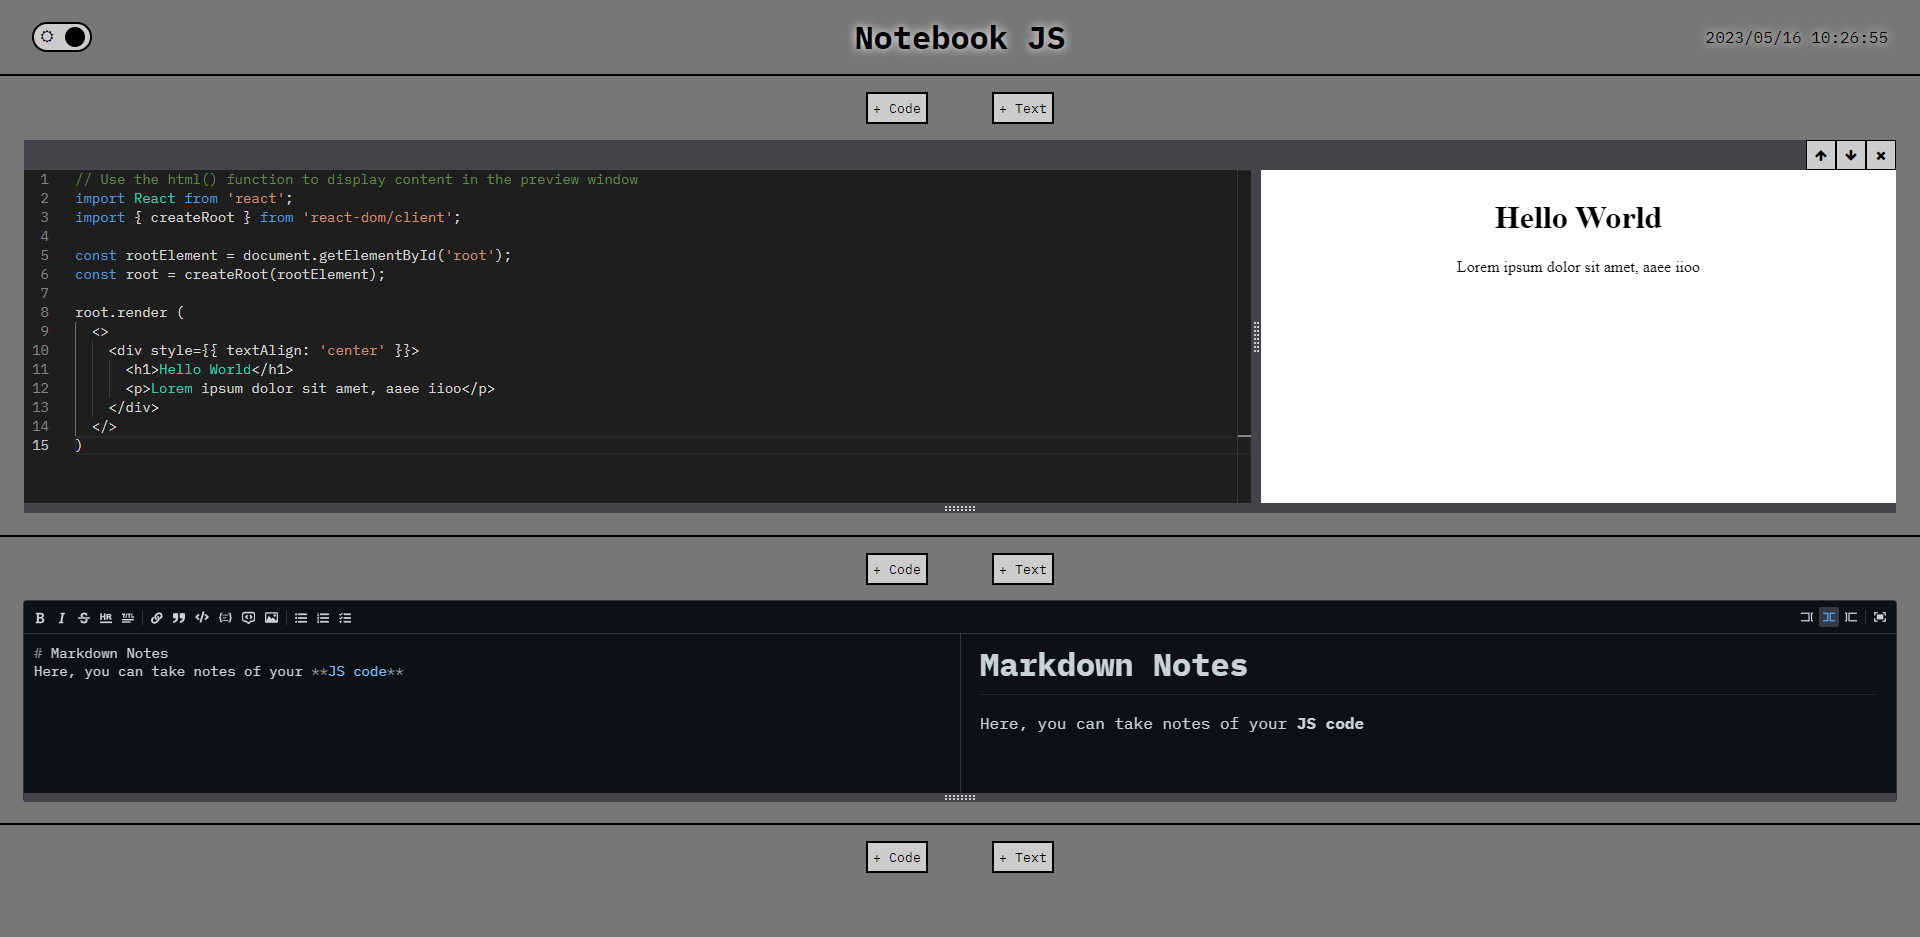 Notebook JS
2023/05/16 10:26:55
+ Code
+ Text
1 // Use the html() function to display content in the preview window
2 import React from 'react';
3 import { createRoot } from 'react-dom/client';
4
5 const rootElement = document.getElementById('root');
6 const root = createRoot(rootElement);
7
8 root.render (
9   <>
10     <div style={{ textAlign: 'center' }}>
11       <h1>Hello World</h1>
12       <p>Lorem ipsum dolor sit amet, aaee iioo</p>
13     </div>
14   </>
15 )
Hello World
Lorem ipsum dolor sit amet, aaee iioo
+ Code
+ Text
# Markdown Notes
Here, you can take notes of your **JS code**
Markdown Notes
Here, you can take notes of your JS code
+ Code
+ Text